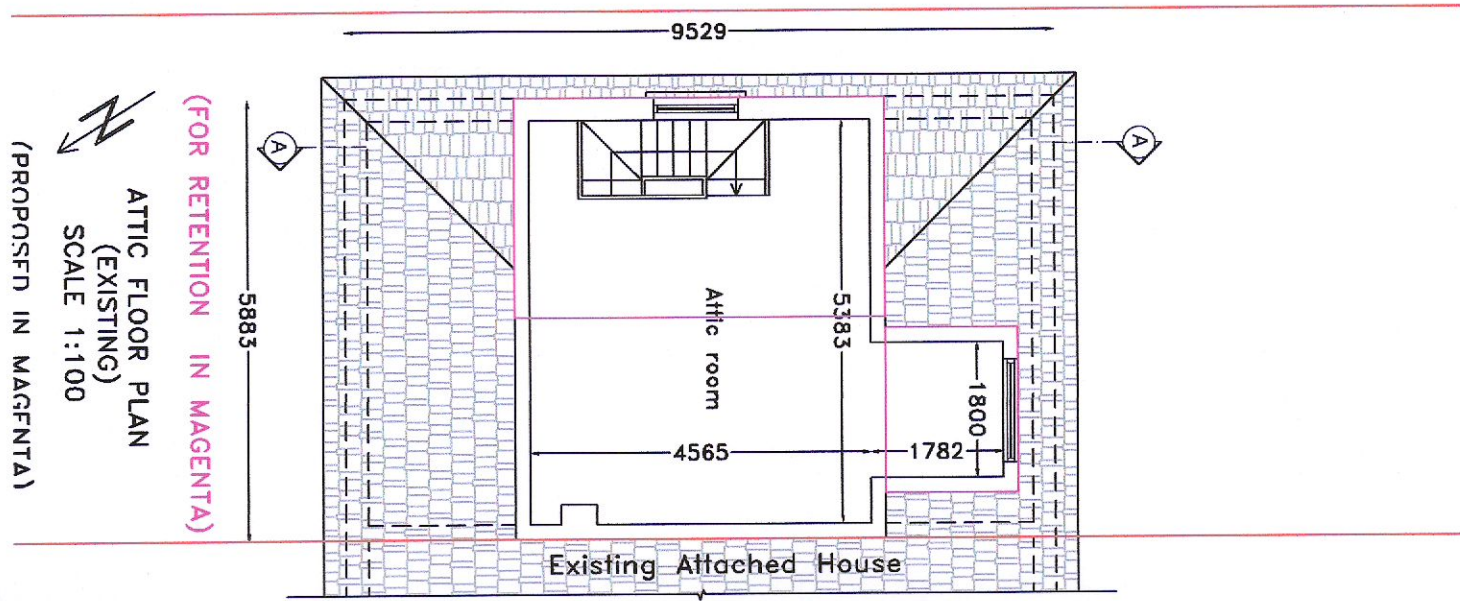 9529
(FOR RETENTION IN MAGENTA)
ATTIC FLOOR PLAN
(EXISTING)
SCALE 1:100
(PROPOSED IN MAGENTA)
N
A
A
5883
Attic room
5383
1800
4565
1782
Existing Attached House